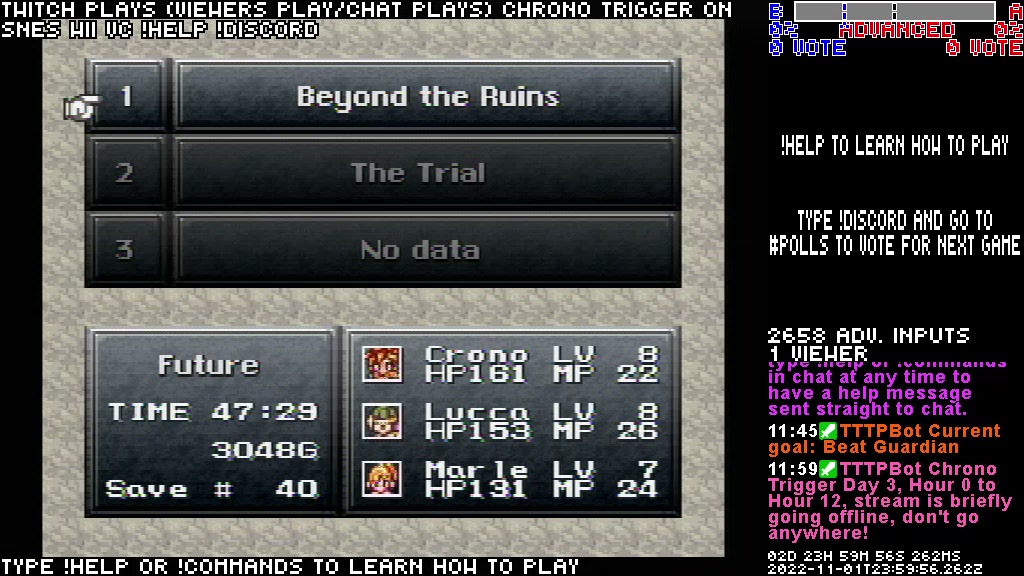 TWITCH PLAYS (VIEWERS PLAY/CHAT PLAYS) CHRONO TRIGGER ON
SNES WII VC !HELP !DISCORD
1 Beyond the Ruins
2 The Trial
3 No data
Future
TIME 47:29
3048G
Save # 40
Crono LV 8
HP161 MP 22
Lucca LV 8
HP153 MP 26
Marle LV 7
HP131 MP 24
TYPE !HELP OR !COMMANDS TO LEARN HOW TO PLAY
B A
0% ADVANCED 0%
0 VOTE 0 VOTE
!HELP TO LEARN HOW TO PLAY
TYPE !DISCORD AND GO TO
#POLLS TO VOTE FOR NEXT GAME
2658 ADV. INPUTS
1 VIEWER
type !help or !commands
in chat at any time to
have a help message
sent straight to chat.
11:45 TTTPBot Current
goal: Beat Guardian
11:59 TTTPBot Chrono
Trigger Day 3, Hour 0 to
Hour 12, stream is briefly
going offline, don't go
anywhere!
02D 23H 59M 56S 262MS
2022-11-01T23:59:56.262Z